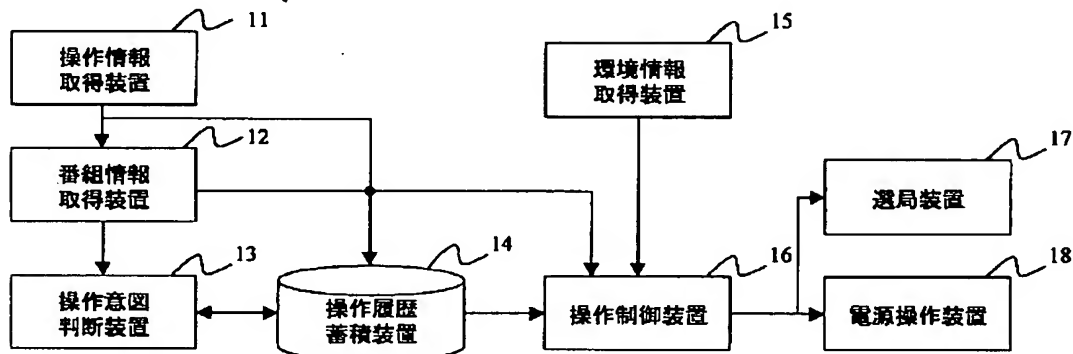 11
操作情報
取得装置
15
環境情報
取得装置
12
番組情報
取得装置
17
選局装置
13
操作意図
判断装置
14
操作履歴
蓄積装置
16
操作制御装置
18
電源操作装置